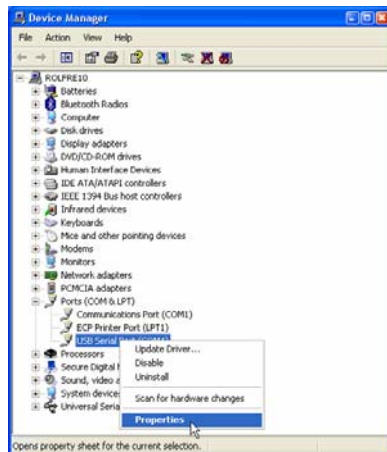 Device Manager
File Action View Help
ROLFRE10
Batteries
Bluetooth Radios
Computer
Disk drives
Display adapters
DVD/CD-ROM drives
Human Interface Devices
IDE ATA/ATAPI controllers
IEEE 1394 Bus host controllers
Infrared devices
Keyboards
Mice and other pointing devices
Modems
Monitors
Network adapters
PCMCIA adapters
Ports (COM & LPT)
Communications Port (COM1)
ECP Printer Port (LPT1)
USB Serial
Processors
Secure Digital
Sound, video
System device
Universal Seria
Update Driver...
Disable
Uninstall
Scan for hardware changes
Properties
Opens property sheet for the current selection.